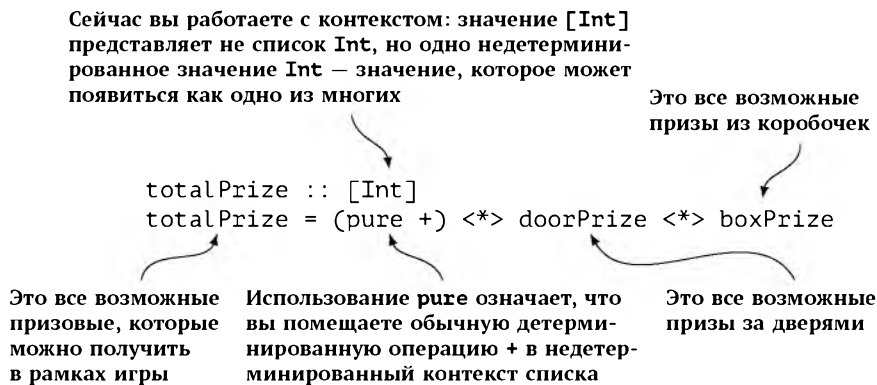 Сейчас вы работаете с контекстом: значение [Int]
представляет не список Int, но одно недетермини-
рованное значение Int — значение, которое может
появиться как одно из многих
Это все возможные
призы из коробочек
totalPrize :: [Int]
totalPrize = (pure +) <*> doorPrize <*> boxPrize
Это все возможные
призовые, которые
можно получить
в рамках игры
Использование pure означает, что
вы помещаете обычную детерми-
нированную операцию + в недетер-
минированный контекст списка
Это все возможные
призы за дверями